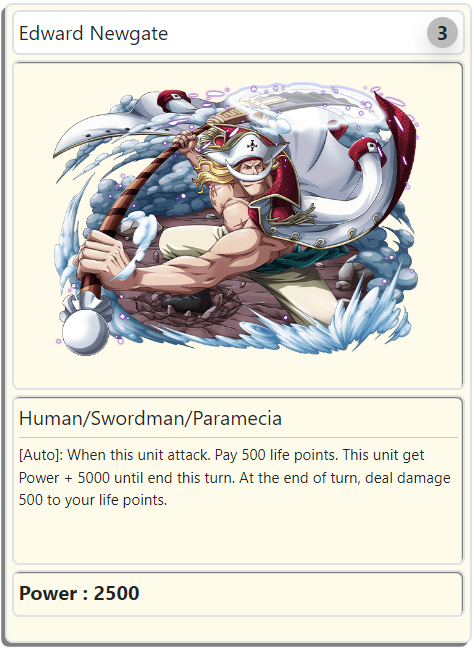 Edward Newgate
3
Human/Swordman/Paramecia
[Auto]: When this unit attack. Pay 500 life points. This unit get
Power + 5000 until end this turn. At the end of turn, deal damage
500 to your life points.
Power : 2500